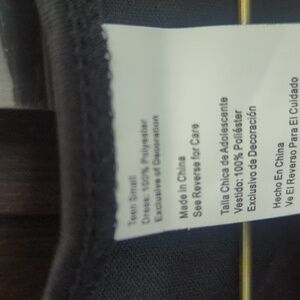 Teen Small
Dress: 100% Polyester
Exclusive of Decoration
Made in China
See Reverse for Care
Talla Chica de Adolescente
Vestido: 100% Poliéster
Exclusivo de Decoración
Hecho En China
Ve El Reverso Para El Cuidado